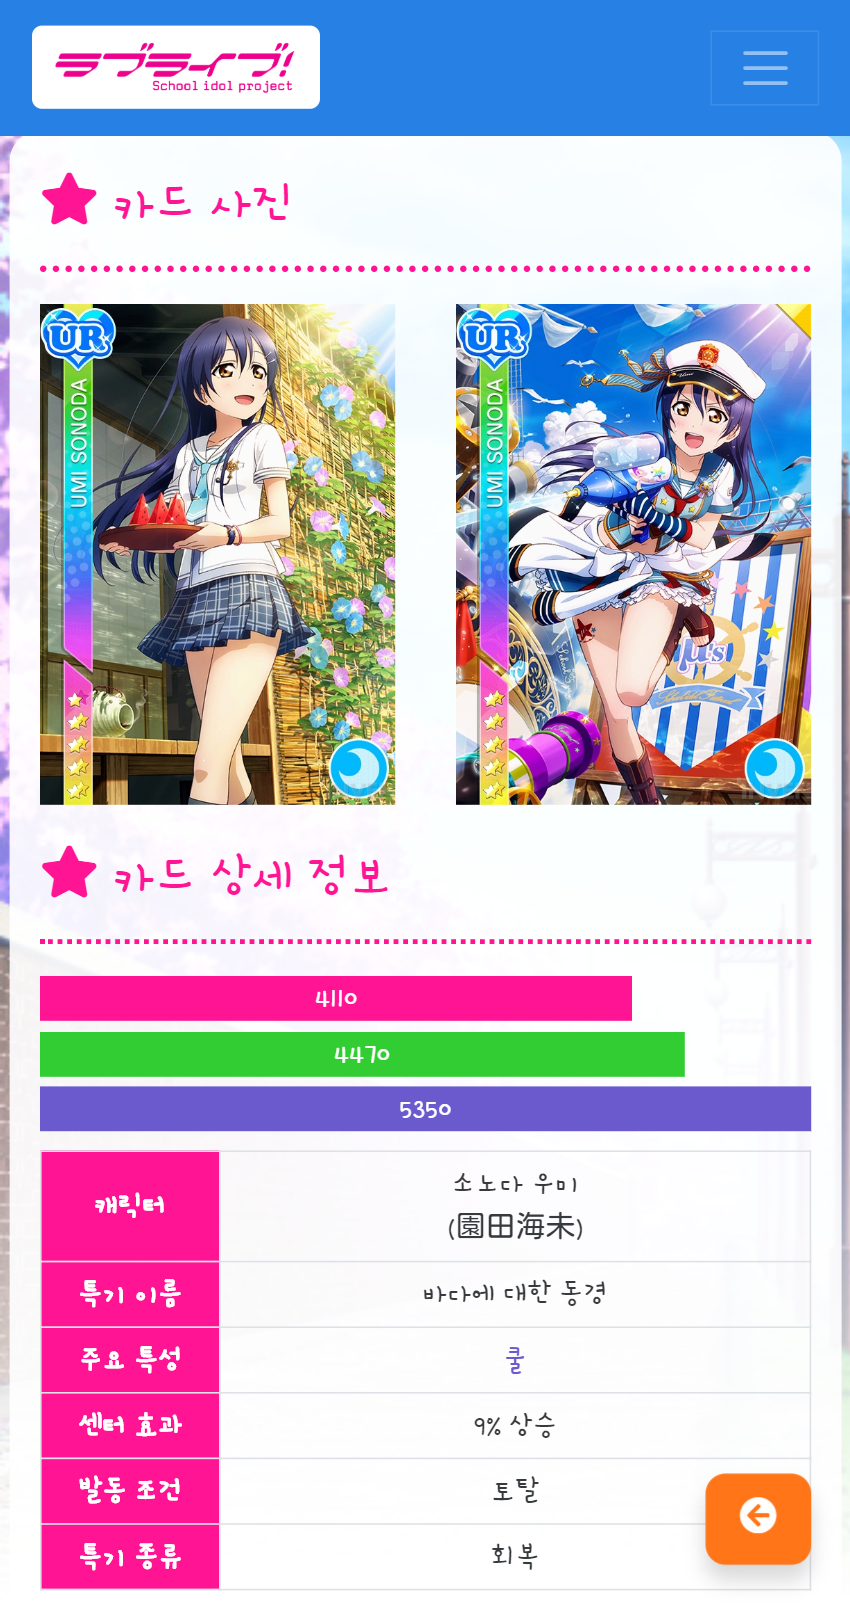 ラブライブ!
School idol project
카드 사진
UR
UMI SONODA
UR
UMI SONODA
μ's
카드 상세 정보
4110
4470
5350
캐릭터
소노다 우미
(園田海未)
특기 이름
바다에 대한 동경
주요 특성
쿨
센터 효과
9% 상승
발동 조건
토탈
특기 종류
회복